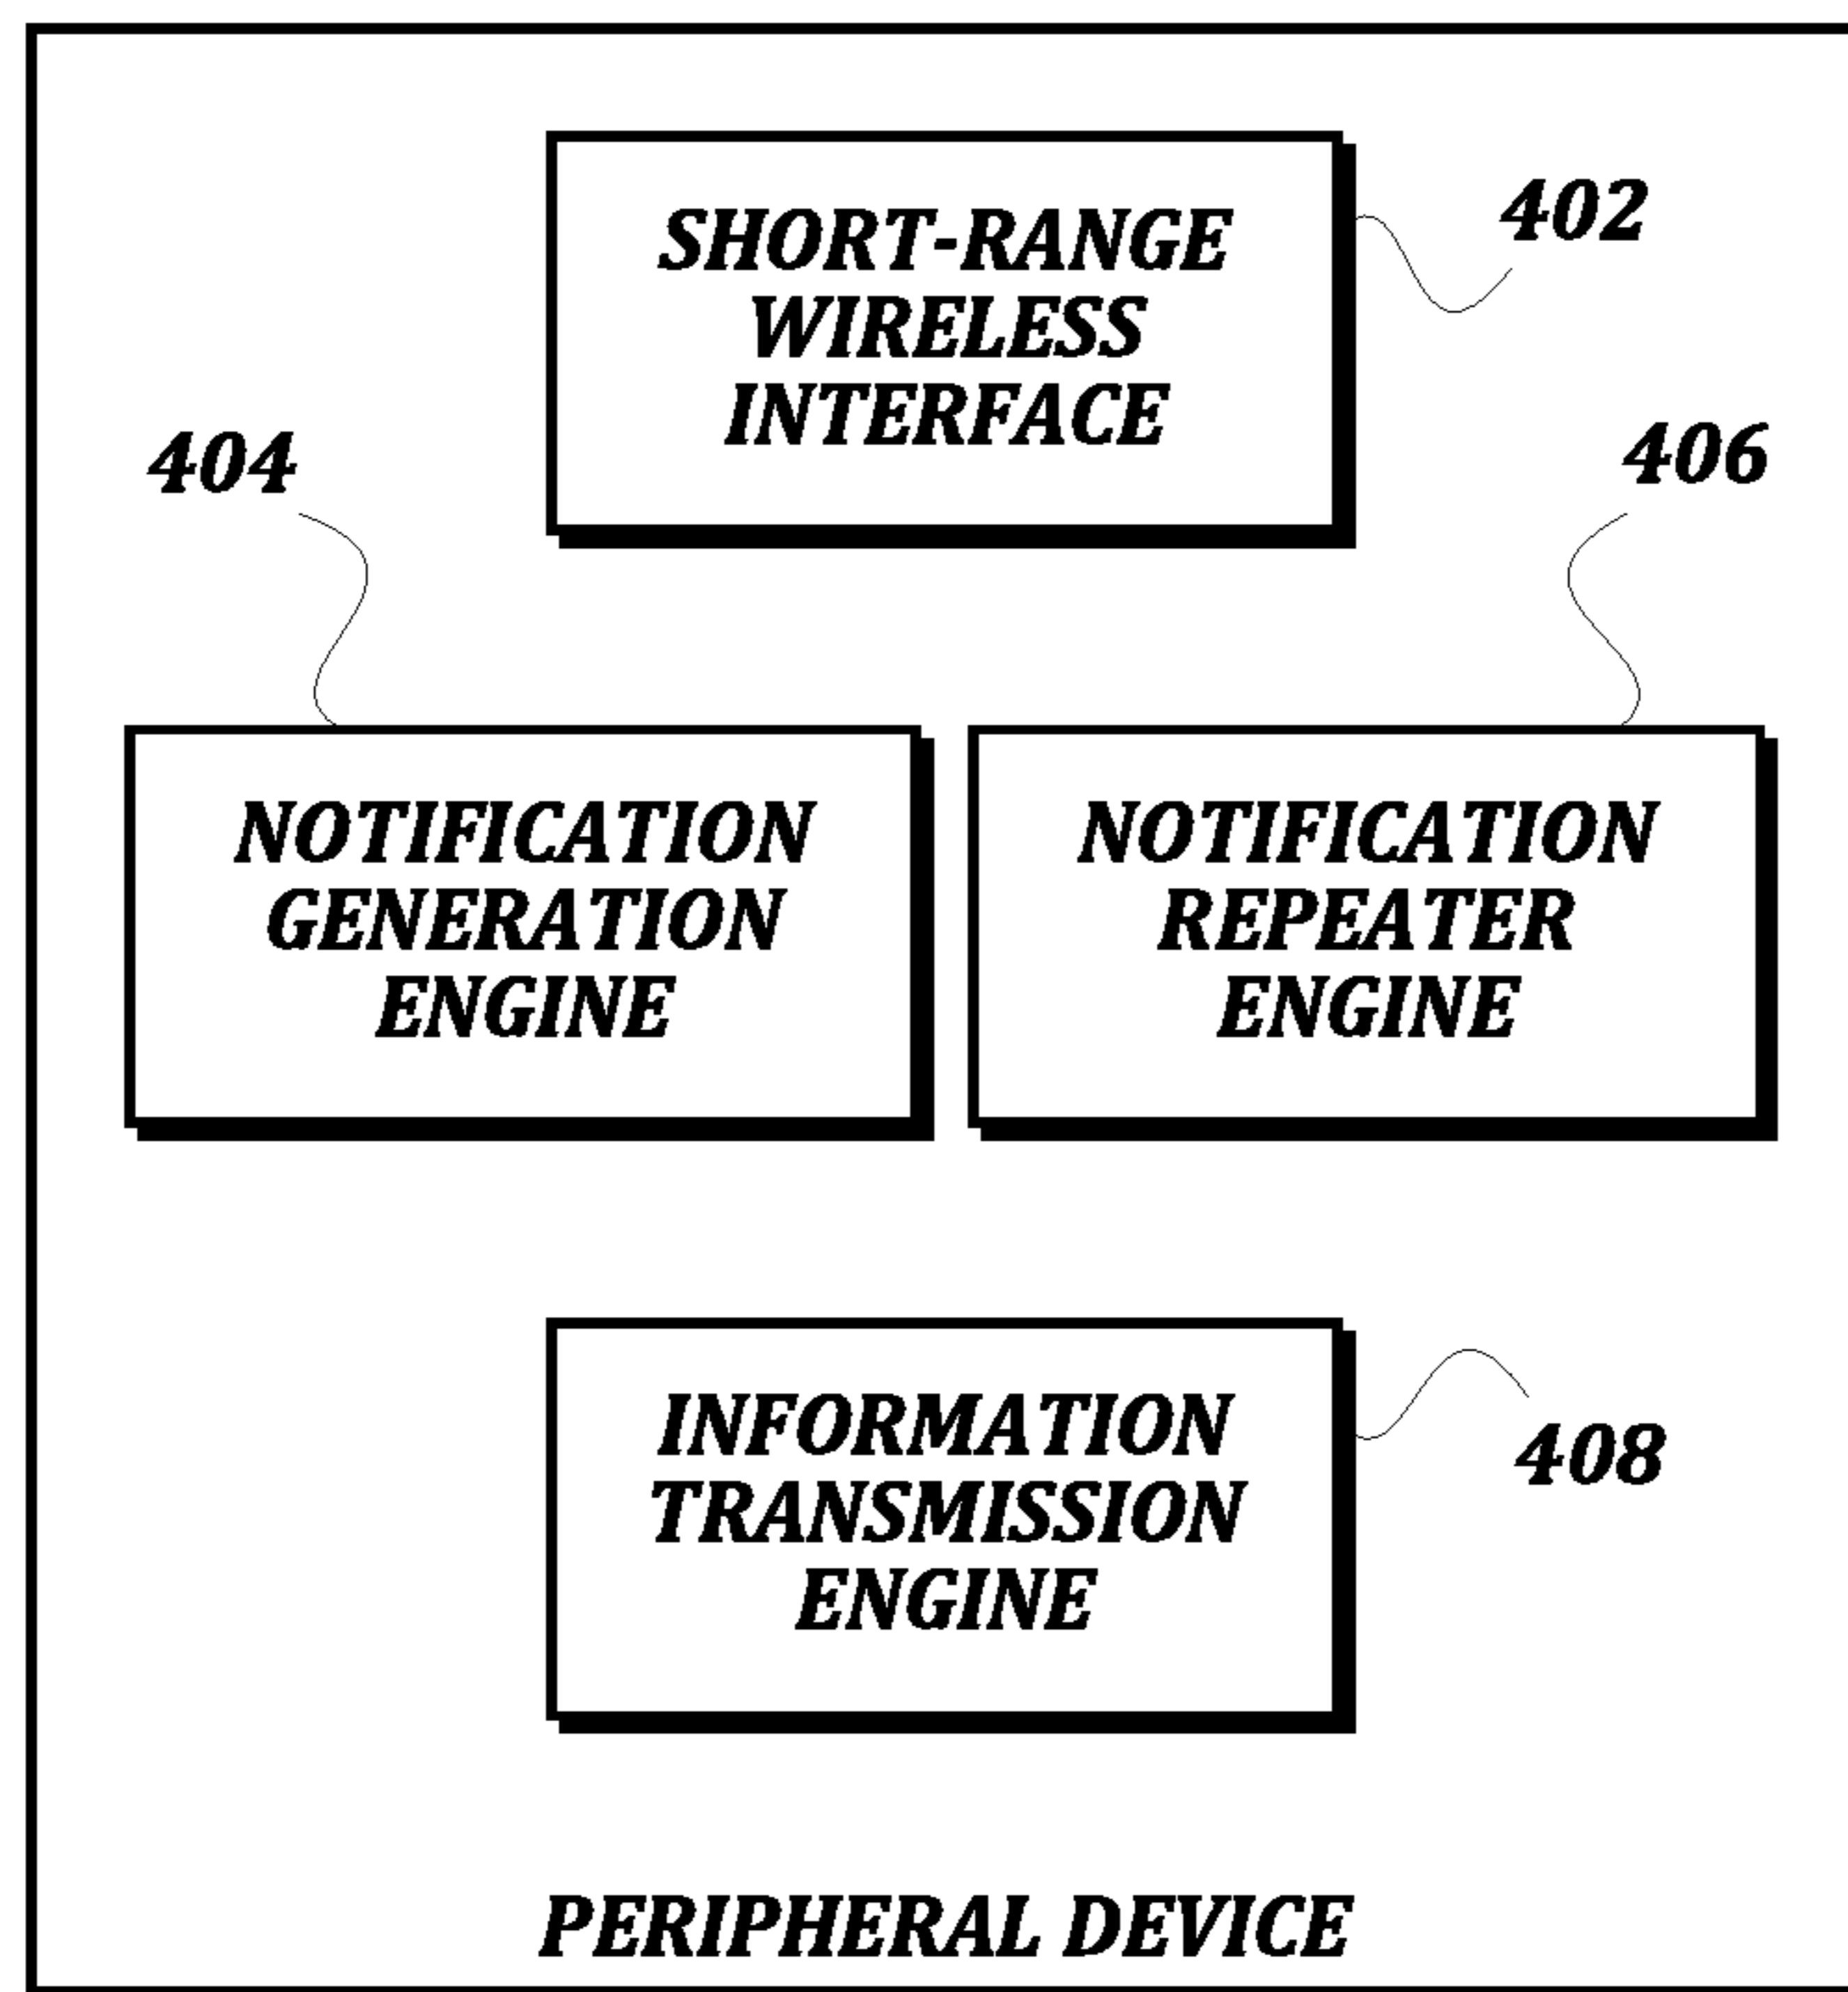 SHORT-RANGE
WIRELESS
INTERFACE
402
404
406
NOTIFICATION
GENERATION
ENGINE
NOTIFICATION
REPEATER
ENGINE
INFORMATION
TRANSMISSION
ENGINE
408
PERIPHERAL DEVICE